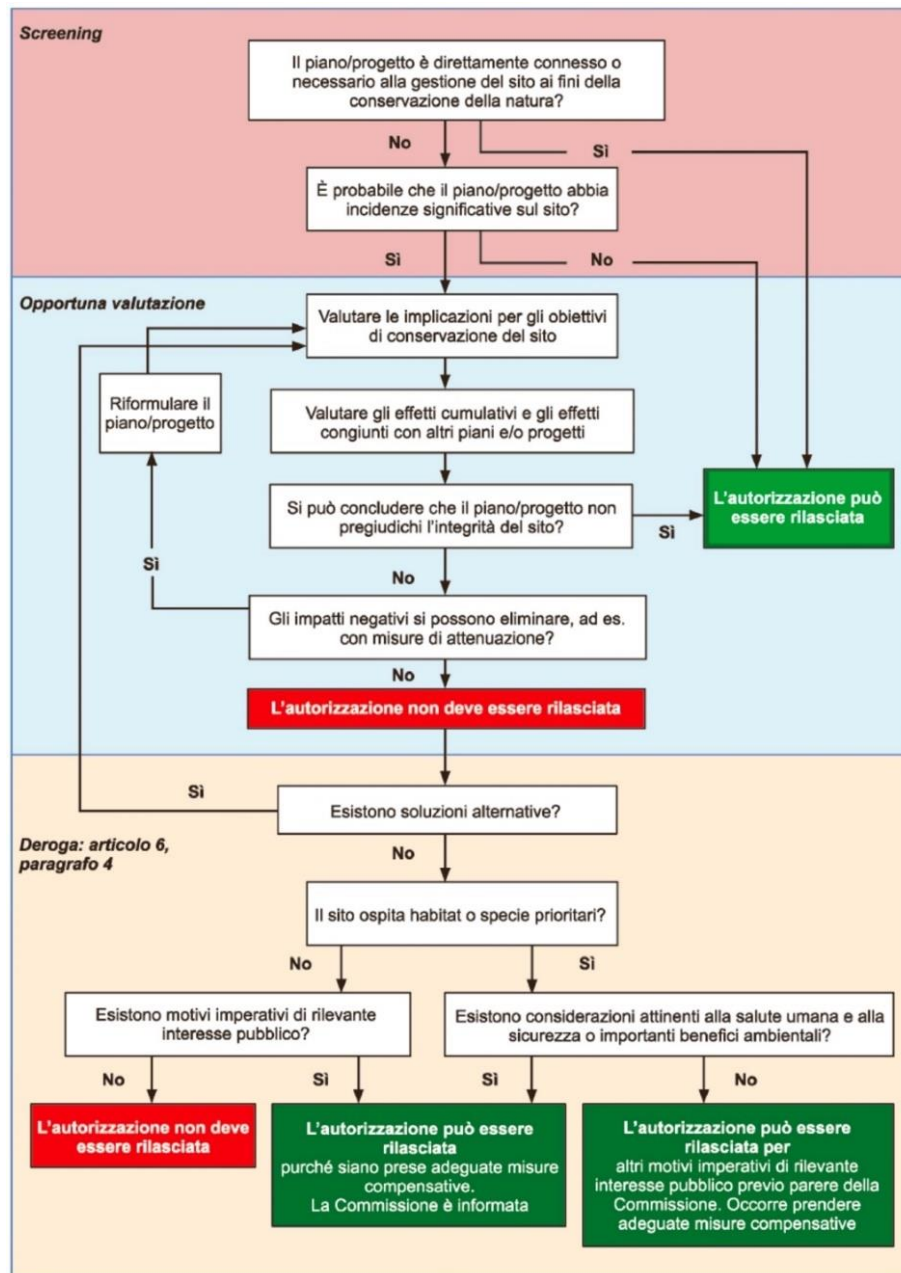 Screening
Il piano/progetto è direttamente connesso o
necessario alla gestione del sito ai fini della
conservazione della natura?
No
Sì
È probabile che il piano/progetto abbia
incidenze significative sul sito?
Sì
No
Opportuna valutazione
Valutare le implicazioni per gli obiettivi
di conservazione del sito
Riformulare il
piano/progetto
Valutare gli effetti cumulativi e gli effetti
congiunti con altri piani e/o progetti
L'autorizzazione può
essere rilasciata
Si può concludere che il piano/progetto non
pregiudichi l'integrità del sito?
Sì
Sì
No
Gli impatti negativi si possono eliminare, ad es.
con misure di attenuazione?
No
L'autorizzazione non deve essere rilasciata
Sì
Esistono soluzioni alternative?
Deroga: articolo 6,
paragrafo 4
No
Il sito ospita habitat o specie prioritari?
No
Sì
Esistono motivi imperativi di rilevante
interesse pubblico?
Esistono considerazioni attinenti alla salute umana e alla
sicurezza o importanti benefici ambientali?
No
Sì
Sì
No
L'autorizzazione non deve
essere rilasciata
L'autorizzazione può essere
rilasciata
purché siano prese adeguate misure
compensative.
La Commissione è informata
L'autorizzazione può essere
rilasciata per
altri motivi imperativi di rilevante
interesse pubblico previo parere della
Commissione. Occorre prendere
adeguate misure compensative